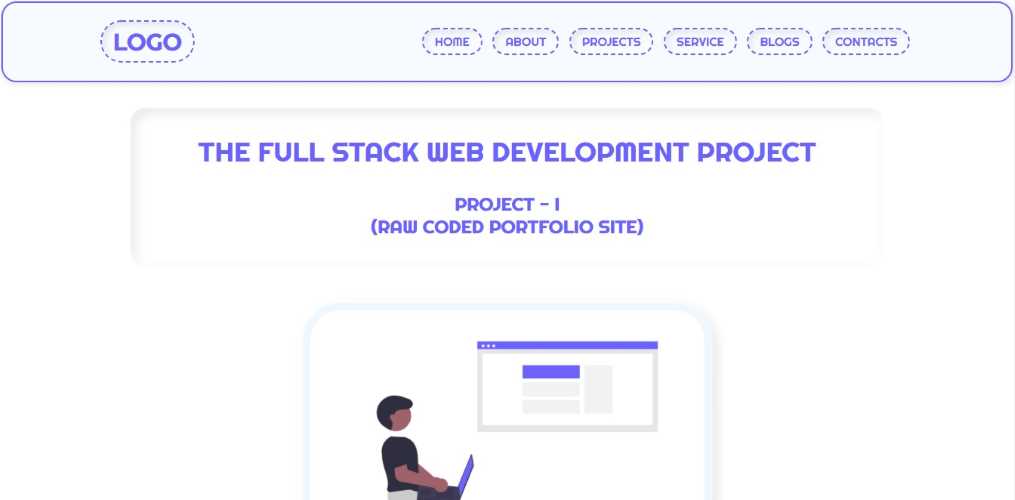 LOGO
HOME
ABOUT
PROJECTS
SERVICE
BLOGS
CONTACTS
THE FULL STACK WEB DEVELOPMENT PROJECT
PROJECT - 1
(RAW CODED PORTFOLIO SITE)